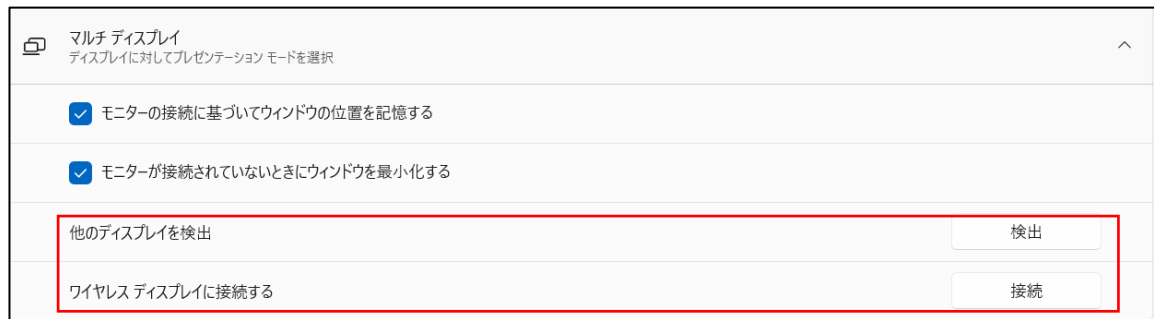 マルチ ディスプレイ
ディスプレイに対してプレゼンテーション モードを選択
モニターの接続に基づいてウィンドウの位置を記憶する
モニターが接続されていないときにウィンドウを最小化する
他のディスプレイを検出
検出
ワイヤレス ディスプレイに接続する
接続